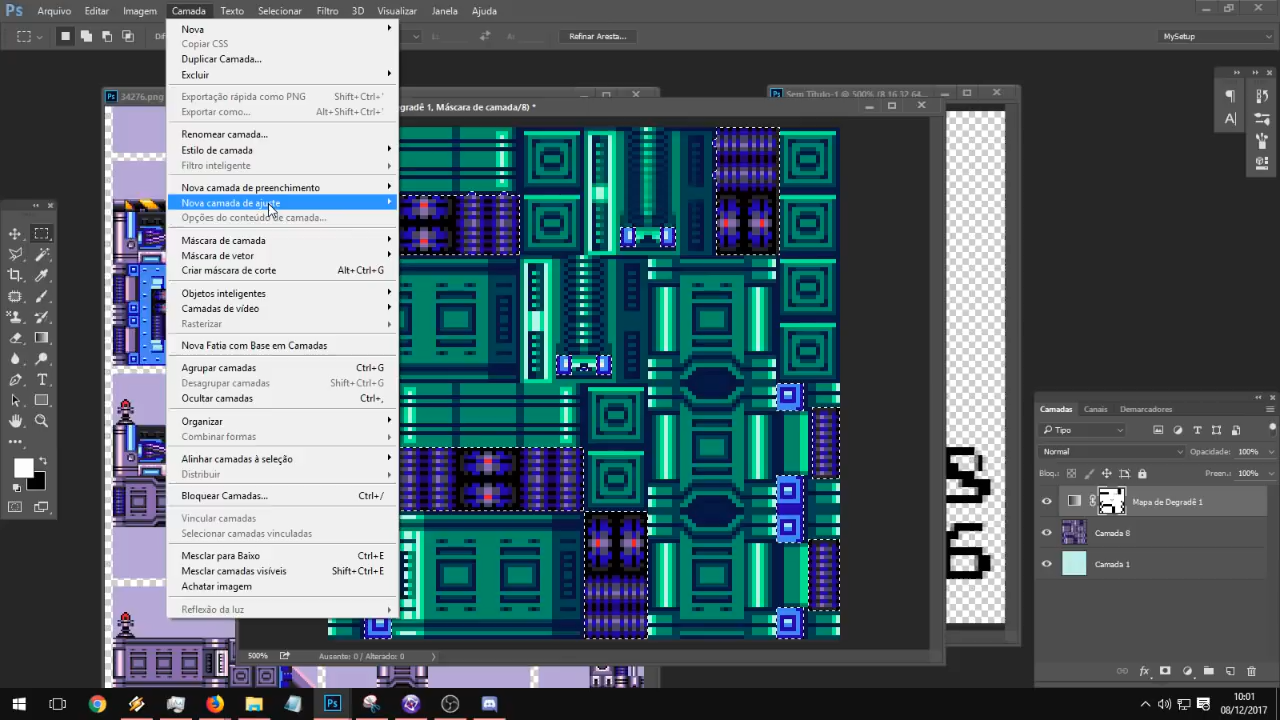 Ps Arquivo Editar Imagem Camada Texto Selecionar Filtro 3D Visualizar Janela Ajuda
Refinar Aresta...
MySetup
Nova
Copiar CSS
Duplicar Camada...
Excluir
Exportação rápida como PNG Shift+Ctrl+'
Exportar como... Alt+Shift+Ctrl+'
Renomear camada...
Estilo de camada
Filtro inteligente
Nova camada de preenchimento
Nova camada de ajuste
Opções do conteúdo de camada...
Máscara de camada
Máscara de vetor
Criar máscara de corte Alt+Ctrl+G
Objetos inteligentes
Camadas de vídeo
Rasterizar
Nova Fatia com Base em Camadas
Agrupar camadas Ctrl+G
Desagrupar camadas Shift+Ctrl+G
Ocultar camadas Ctrl+,
Organizar
Combinar formas
Alinhar camadas à seleção
Distribuir
Bloquear Camadas... Ctrl+/
Vincular camadas
Selecionar camadas vinculadas
Mesclar para Baixo Ctrl+E
Mesclar camadas visíveis Shift+Ctrl+E
Achatar imagem
Reflexão da luz
34276.png
gradê 1, Máscara de camada/8) *
Sem Título-1 @ 500% (8 16 32 64...
500% Ausente: 0 / Alterado: 0
Camadas Canais Demarcadores
Tipo
Normal Opacidade: 100%
Bloq.: Preen.: 100%
Mapa de Degradê 1
Camada 8
Camada 1
fx
Ps
10:01
08/12/2017